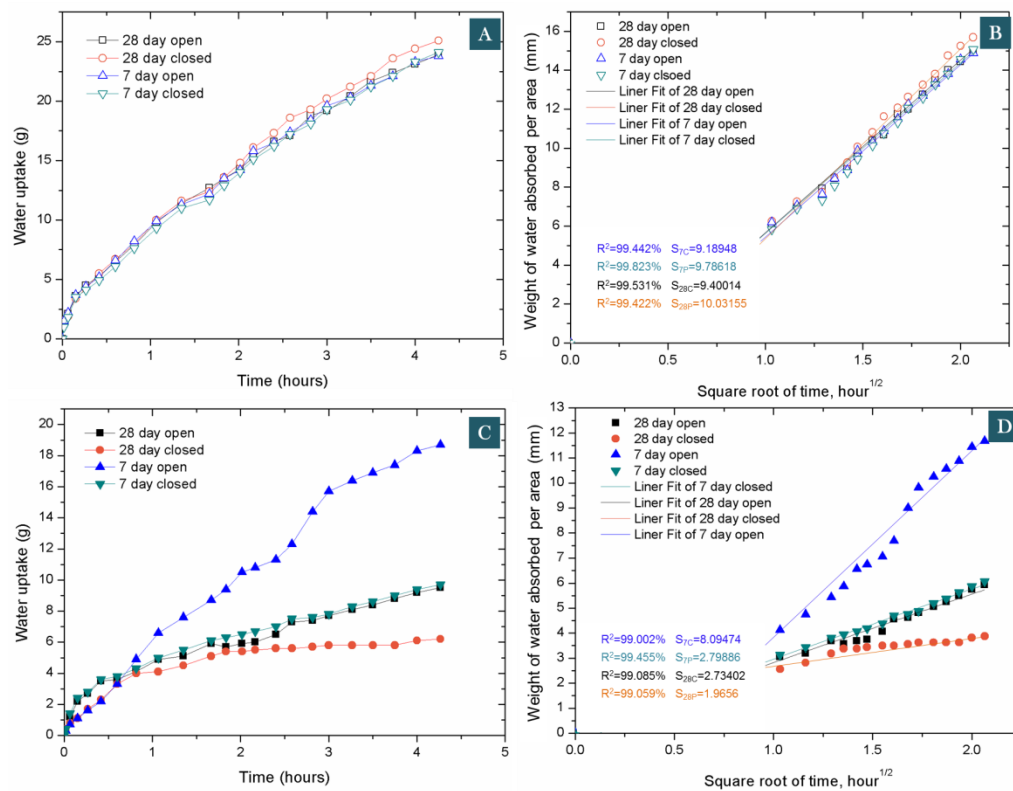 A
28 day open
28 day closed
7 day open
7 day closed
Water uptake (g)
25
20
15
10
5
0
0
1
2
3
4
5
Time (hours)
B
28 day open
28 day closed
7 day open
7 day closed
Liner Fit of 28 day open
Liner Fit of 28 day closed
Liner Fit of 7 day open
Liner Fit of 7 day closed
R²=99.442% S7C=9.18948
R²=99.823% S7P=9.78618
R²=99.531% S28C=9.40014
R²=99.422% S28P=10.03155
Weight of water absorbed per area (mm)
16
14
12
10
8
6
4
2
0
0.0
0.5
1.0
1.5
2.0
Square root of time, hour1/2
C
28 day open
28 day closed
7 day open
7 day closed
Water uptake (g)
20
18
16
14
12
10
8
6
4
2
0
0
1
2
3
4
5
Time (hours)
D
28 day open
28 day closed
7 day open
7 day closed
Liner Fit of 7 day closed
Liner Fit of 28 day open
Liner Fit of 28 day closed
Liner Fit of 7 day open
R²=99.002% S7C=8.09474
R²=99.455% S7P=2.79886
R²=99.085% S28C=2.73402
R²=99.059% S28P=1.9656
Weight of water absorbed per area (mm)
13
12
11
10
9
8
7
6
5
4
3
2
1
0
0.0
0.5
1.0
1.5
2.0
Square root of time, hour1/2